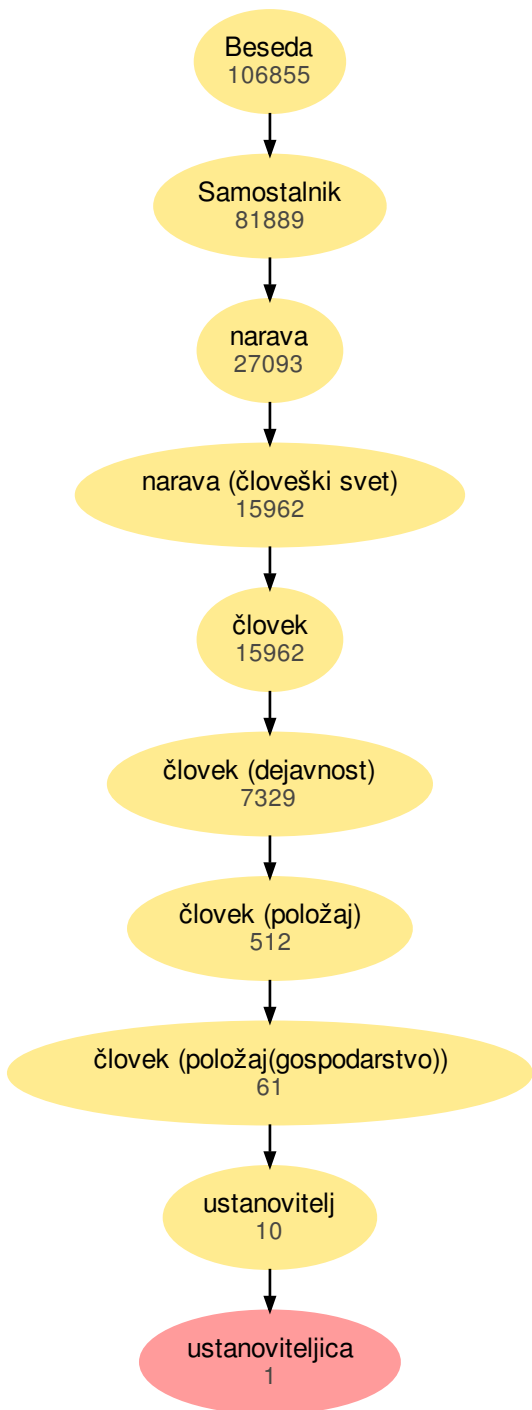 Beseda
106855
Samostalnik
81889
narava
27093
narava (človeški svet)
15962
človek
15962
človek (dejavnost)
7329
človek (položaj)
512
človek (položaj(gospodarstvo))
61
ustanovitelj
10
ustanoviteljica
1